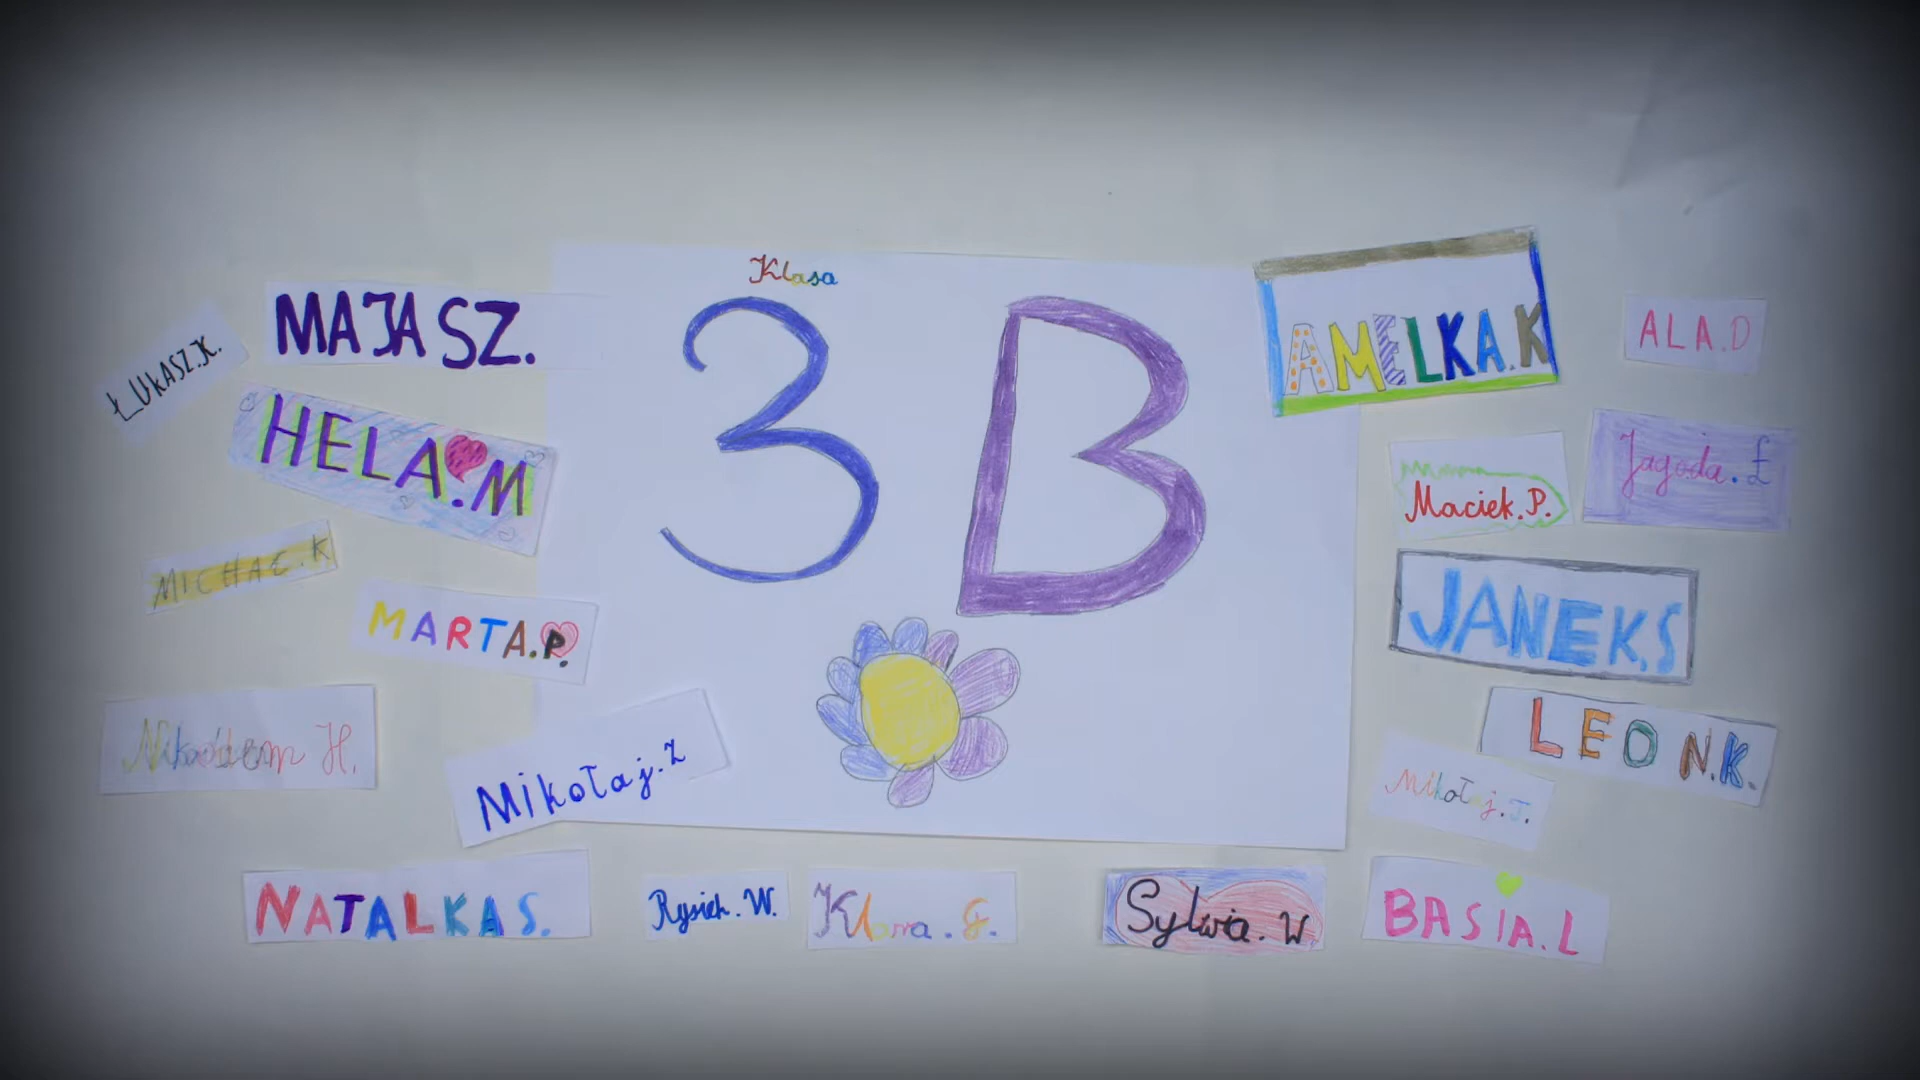 Klasa
3 B
ŁUKASZ.K.
MAJA SZ.
HELA.M
MICHAŁ.K
MARTA.P.
Nikodem H.
Mikołaj.Z
NATALKA S.
Rysiek.W.
Klara.G.
Sylwia.W
BASIA.L
AMELKA.K
ALA.D
Maciek.P.
Jagoda.Ł
JANEK.S
LEON.K.
Mikołaj.J.